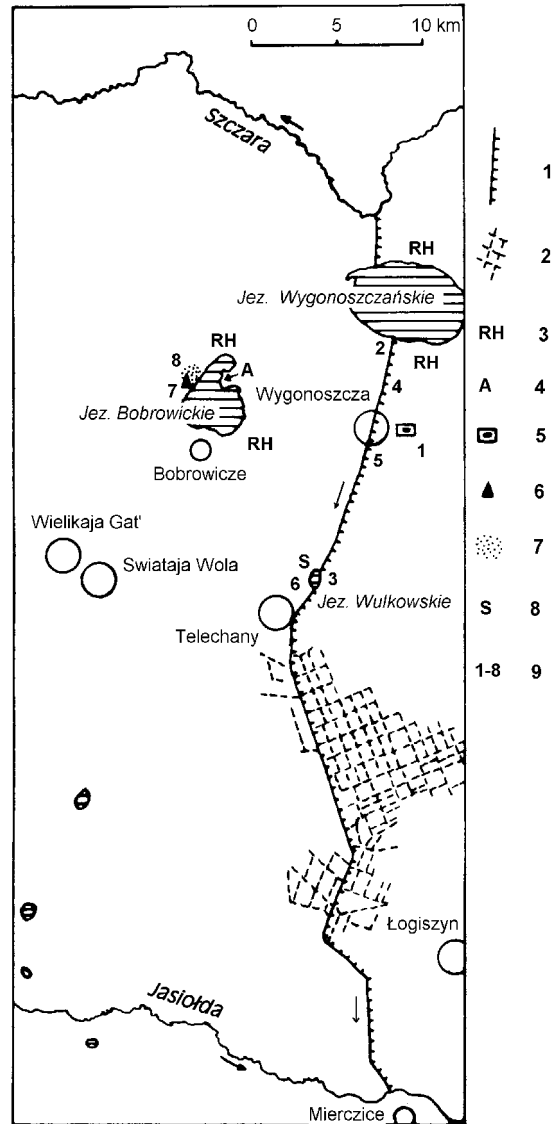 0 5 10 km
Szczara
RH
Jez. Wygonoszczańskie
RH
2
RH
8
A
4
7
Wygonoszcza
Jez. Bobrowickie
RH
5
1
Bobrowicze
Wielikaja Gat'
Swiataja Wola
S
6
3
Jez. Wulkowskie
Telechany
Łogiszyn
Jasiołda
Mierczice
1
2
RH 3
A 4
5
6
7
S 8
1-8 9